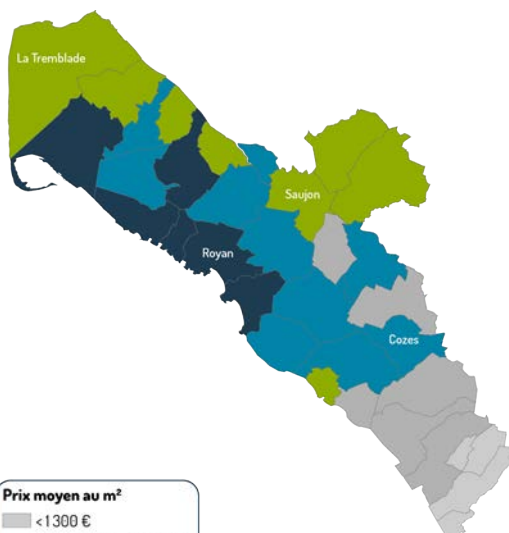 La Tremblade
Saujon
Royan
Cozes
Prix moyen au m²
<1300 €